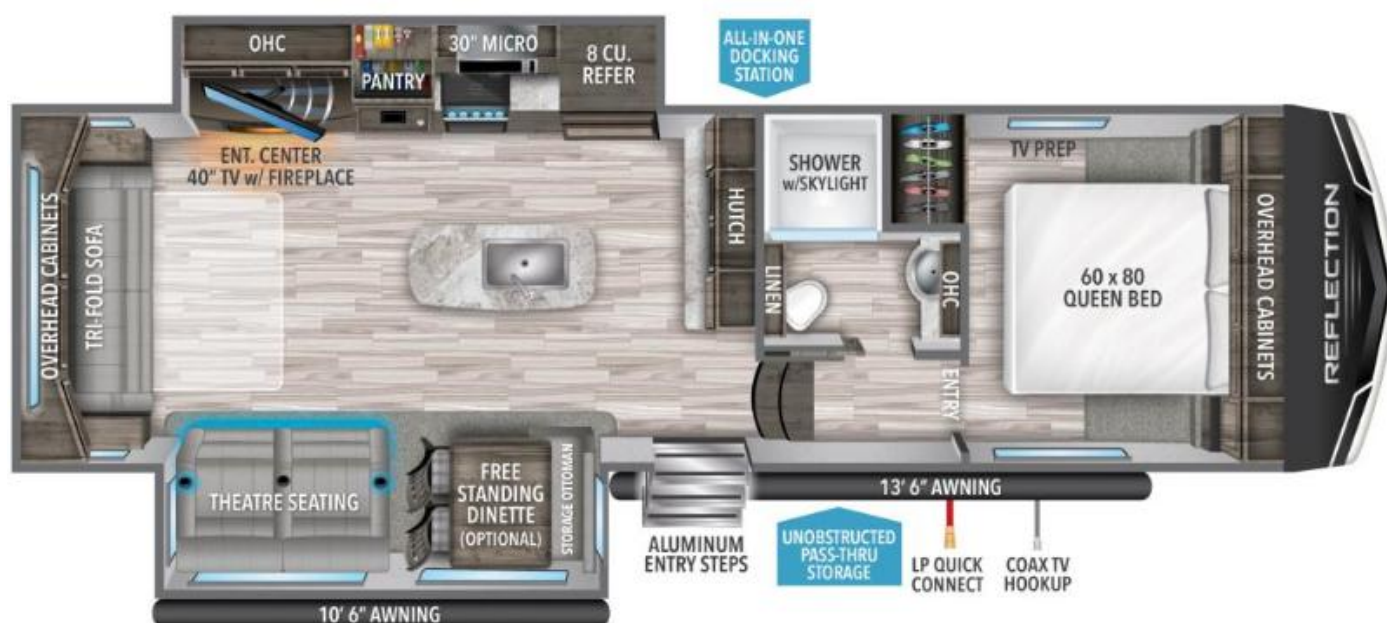 OHC
PANTRY
30" MICRO
8 CU.
REFER
ALL-IN-ONE
DOCKING
STATION
ENT. CENTER
40" TV w/ FIREPLACE
OVERHEAD CABINETS
TRI-FOLD SOFA
HUTCH
SHOWER
w/SKYLIGHT
LINEN
OHC
TV PREP
60 x 80
QUEEN BED
OVERHEAD CABINETS
REFLECTION
ENTRY
THEATRE SEATING
FREE
STANDING
DINETTE
(OPTIONAL)
STORAGE OTTOMAN
13' 6" AWNING
ALUMINUM
ENTRY STEPS
UNOBSTRUCTED
PASS-THRU
STORAGE
LP QUICK
CONNECT
COAX TV
HOOKUP
10' 6" AWNING